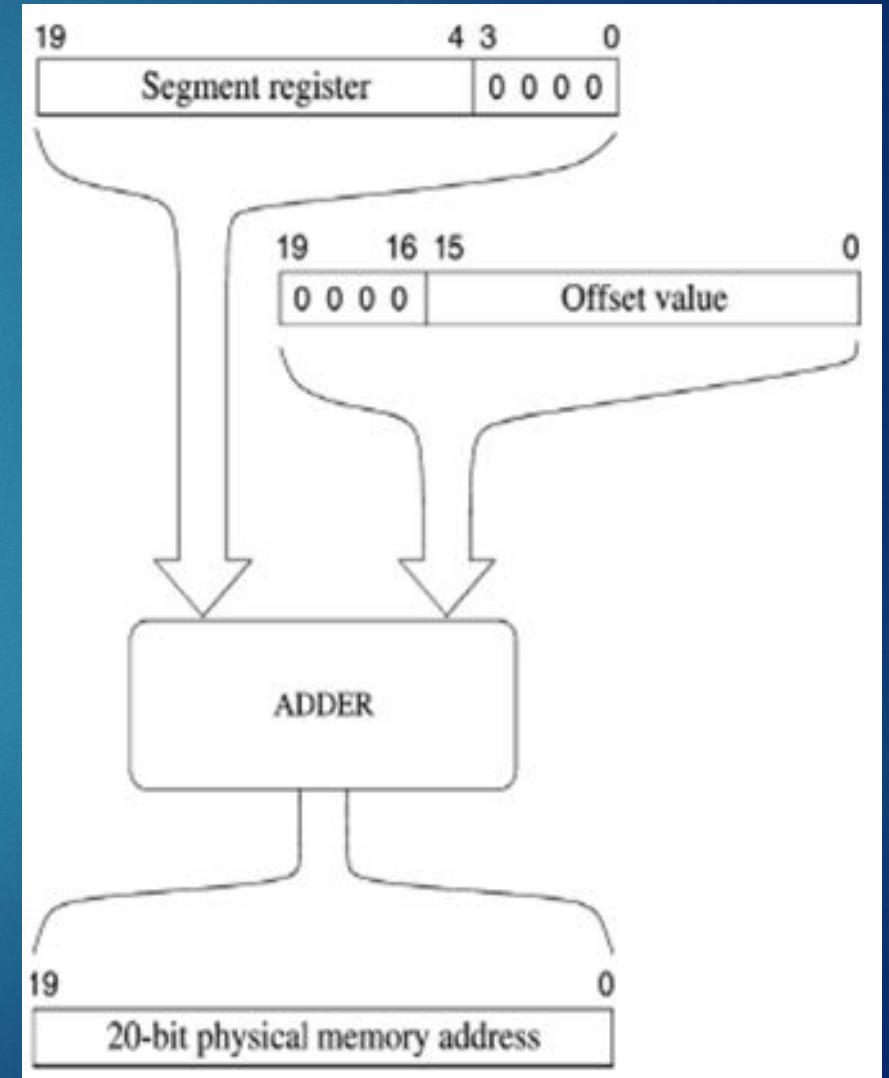 19 4 3 0
Segment register 0 0 0 0
19 16 15 0
0 0 0 0 Offset value
ADDER
19 0
20-bit physical memory address